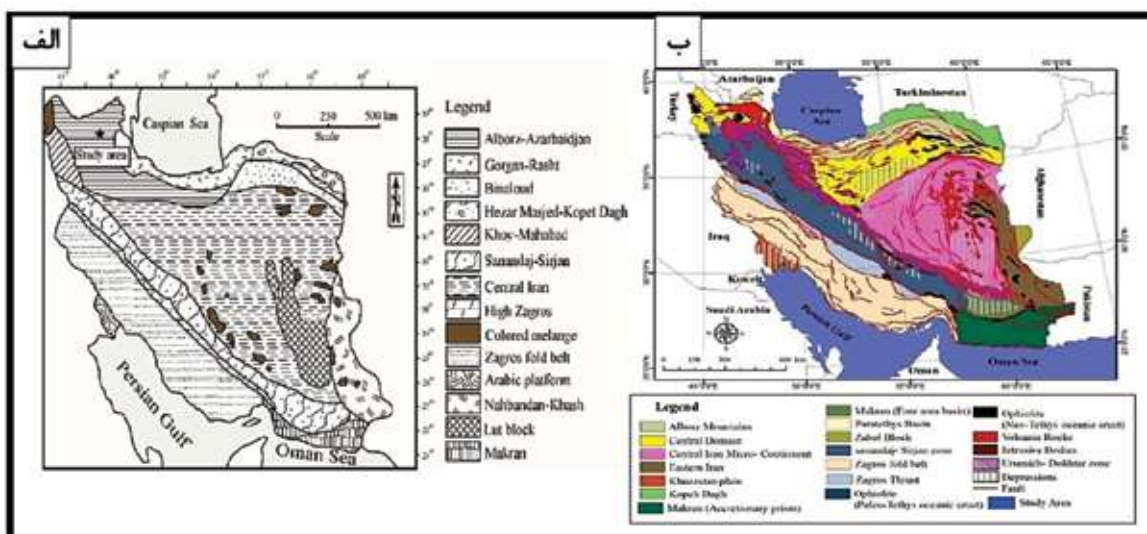 الف
Caspian Sea
Study area
Persian Gulf
Oman Sea
0 250 500 km
Scale
Legend
Alborz-Azarbaidjan
Gorgan-Rasht
Binaloud
Hezar Masjed-Kopet Dagh
Khoy-Mahabad
Sanandaj-Sirjan
Central Iran
High Zagros
Colored melange
Zagros fold belt
Arabic platform
Nahbandan-Khash
Lut block
Makran
ب
Azarbaijan
Turkmenistan
Turkey
Caspian
Sea
Afghanistan
Iraq
Kuwait
Pakistan
Saudi Arabia
Persian Gulf
Oman
Oman Sea
Legend
Alborz Mountains
Central Domain
Central Iran Micro- Continent
Eastern Iran
Khuzestan plain
Kopeh Dagh
Makran (Accretionary prism)
Makran (Fore arc basin)
Paratethys Basin
Zabol Block
sanandaj- Sirjan zone
Zagros fold belt
Zagros Thrust
Ophiolite
(Paleo-Tethys oceanic crust)
Ophiolite
(Neo-Tethys oceanic crust)
Volcanic Rocks
Intrusive Bodies
Urumieh- Dokhtar zone
Depressions
Fault
Study Area